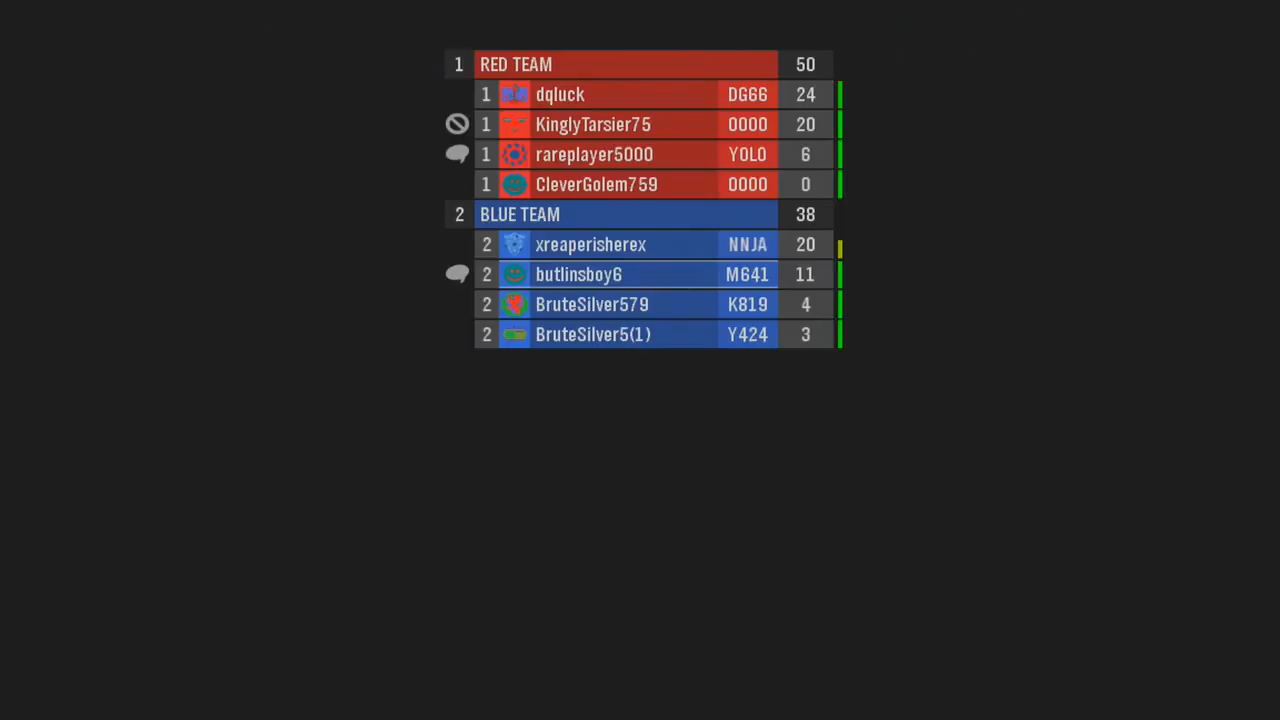 1 RED TEAM 50
1 dqluck DG66 24
1 KinglyTarsier75 0000 20
1 rareplayer5000 YOLO 6
1 CleverGolem759 0000 0
2 BLUE TEAM 38
2 xreaperisherex NNJA 20
2 butlinsboy6 M641 11
2 BruteSilver579 K819 4
2 BruteSilver5(1) Y424 3